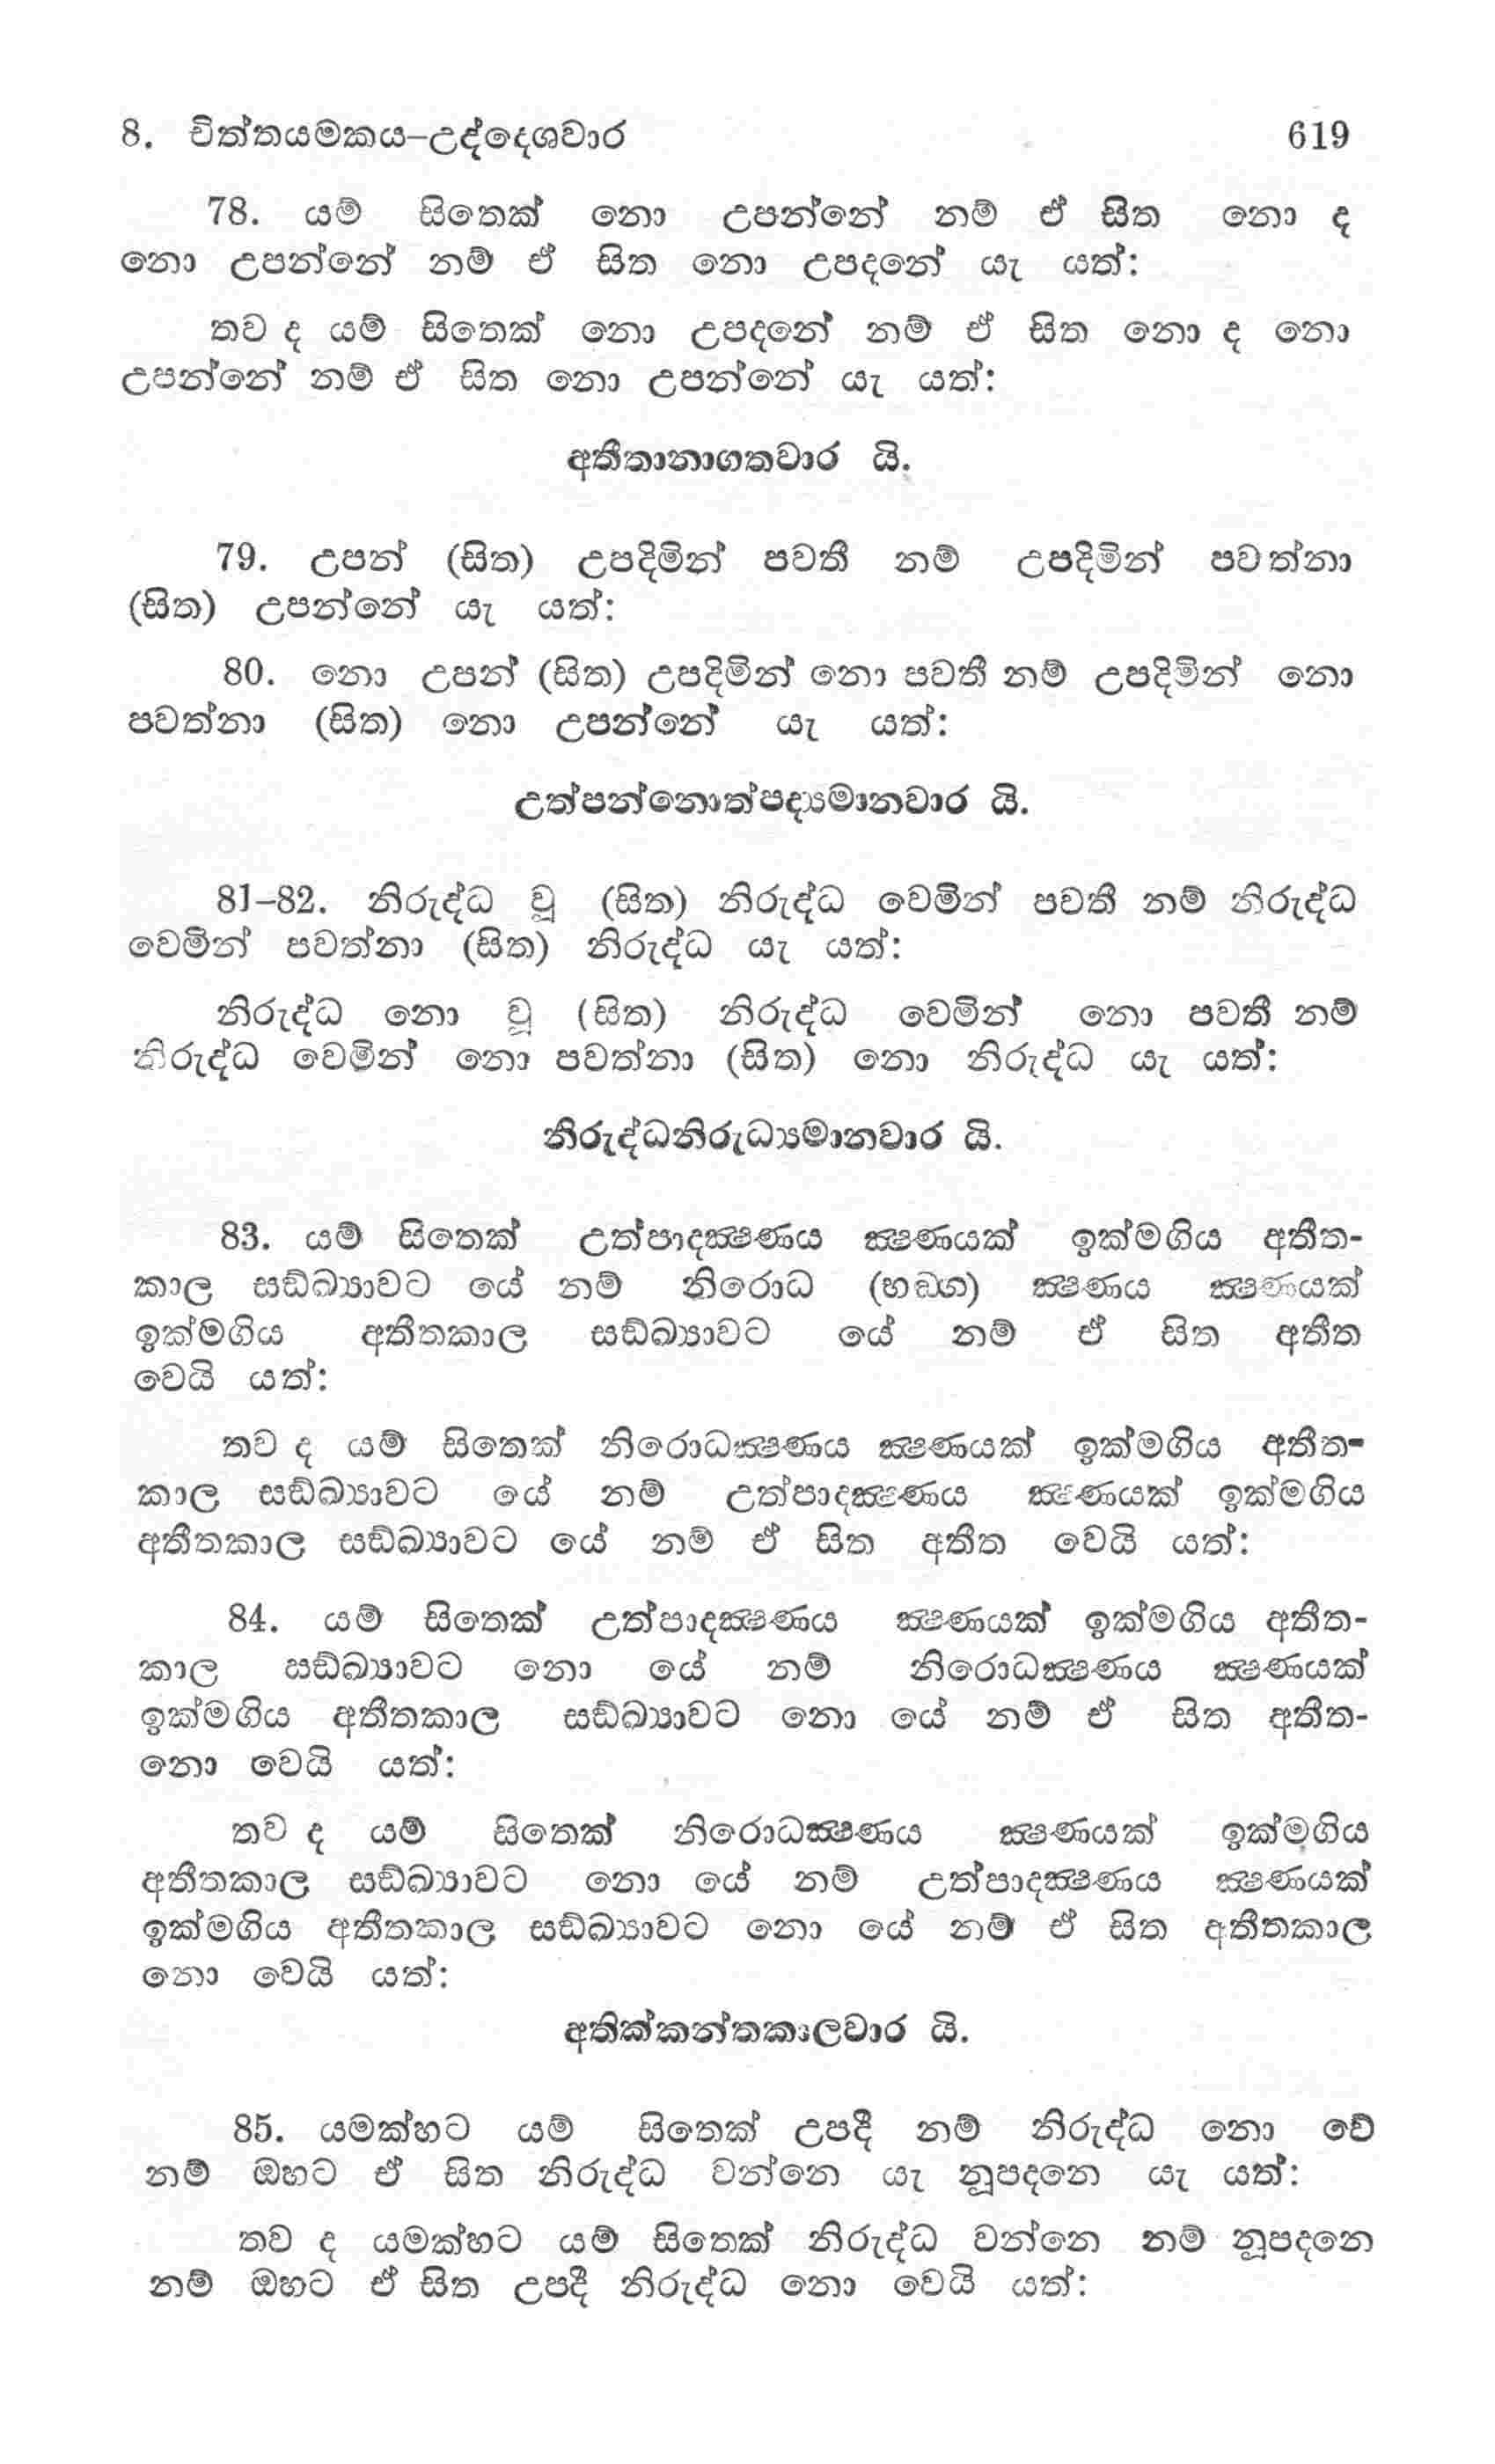 8. චිත්තයමකය–උද්දෙශවාර 619
78. යම් සිතෙක් නො උපන්නේ නම් ඒ සිත නො ද
නො උපන්නේ නම් ඒ සිත නො උපදනේ යැ යත්:
තව ද යම් සිතෙක් නො උපදනේ නම් ඒ සිත නො ද නො
උපන්නේ නම් ඒ සිත නො උපන්නේ යැ යත්:
අතීතානාගතවාර යි.
79. උපන් (සිත) උපදිමින් පවතී නම් උපදිමින් පවත්නා
(සිත) උපන්නේ යැ යත්:
80. නො උපන් (සිත) උපදිමින් නො පවතී නම් උපදිමින් නො
පවත්නා (සිත) නො උපන්නේ යැ යත්:
උත්පන්නොත්පද්‍යමානවාර යි.
81–82. නිරුද්ධ වූ (සිත) නිරුද්ධ වෙමින් පවතී නම් නිරුද්ධ
වෙමින් පවත්නා (සිත) නිරුද්ධ යැ යත්:
නිරුද්ධ නො වූ (සිත) නිරුද්ධ වෙමින් නො පවතී නම්
නිරුද්ධ වෙමින් නො පවත්නා (සිත) නො නිරුද්ධ යැ යත්:
නිරුද්ධනිරුධ්‍යමානවාර යි.
83. යම් සිතෙක් උත්පාදක්‍ෂණය ක්‍ෂණයක් ඉක්මගිය අතීත-
කාල සඞ්ඛ්‍යාවට යේ නම් නිරොධ (භඞ්ග) ක්‍ෂණය ක්‍ෂණයක්
ඉක්මගිය අතීතකාල සඞ්ඛ්‍යාවට යේ නම් ඒ සිත අතීත
වෙයි යත්:
තව ද යම් සිතෙක් නිරොධක්‍ෂණය ක්‍ෂණයක් ඉක්මගිය අතීත-
කාල සඞ්ඛ්‍යාවට යේ නම් උත්පාදක්‍ෂණය ක්‍ෂණයක් ඉක්මගිය
අතීතකාල සඞ්ඛ්‍යාවට යේ නම් ඒ සිත අතීත වෙයි යත්:
84. යම් සිතෙක් උත්පාදක්‍ෂණය ක්‍ෂණයක් ඉක්මගිය අතීත-
කාල සඞ්ඛ්‍යාවට නො යේ නම් නිරොධක්‍ෂණය ක්‍ෂණයක්
ඉක්මගිය අතීතකාල සඞ්ඛ්‍යාවට නො යේ නම් ඒ සිත අතීත-
නො වෙයි යත්:
තව ද යම් සිතෙක් නිරොධක්‍ෂණය ක්‍ෂණයක් ඉක්මගිය
අතීතකාල සඞ්ඛ්‍යාවට නො යේ නම් උත්පාදක්‍ෂණය ක්‍ෂණයක්
ඉක්මගිය අතීතකාල සඞ්ඛ්‍යාවට නො යේ නම් ඒ සිත අතීතකාල
නො වෙයි යත්:
අතික්කන්තකාලවාර යි.
85. යමක්හට යම් සිතෙක් උපදී නම් නිරුද්ධ නො වේ
නම් ඔහට ඒ සිත නිරුද්ධ වන්නෙ යැ නූපදනෙ යැ යත්:
තව ද යමක්හට යම් සිතෙක් නිරුද්ධ වන්නෙ නම් නූපදනෙ
නම් ඔහට ඒ සිත උපදී නිරුද්ධ නො වෙයි යත්: